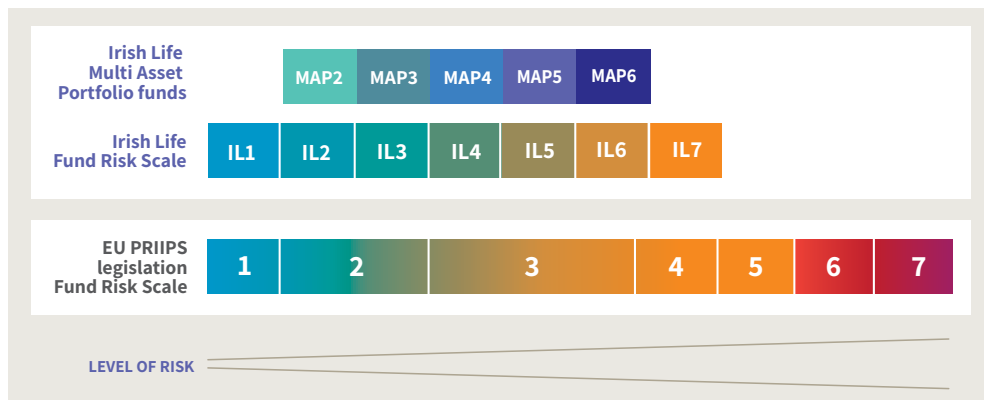 Irish Life
Multi Asset
Portfolio funds
MAP2 MAP3 MAP4 MAP5 MAP6
Irish Life
Fund Risk Scale
IL1 IL2 IL3 IL4 IL5 IL6 IL7
EU PRIIPS
legislation
Fund Risk Scale
1 2 3 4 5 6 7
LEVEL OF RISK